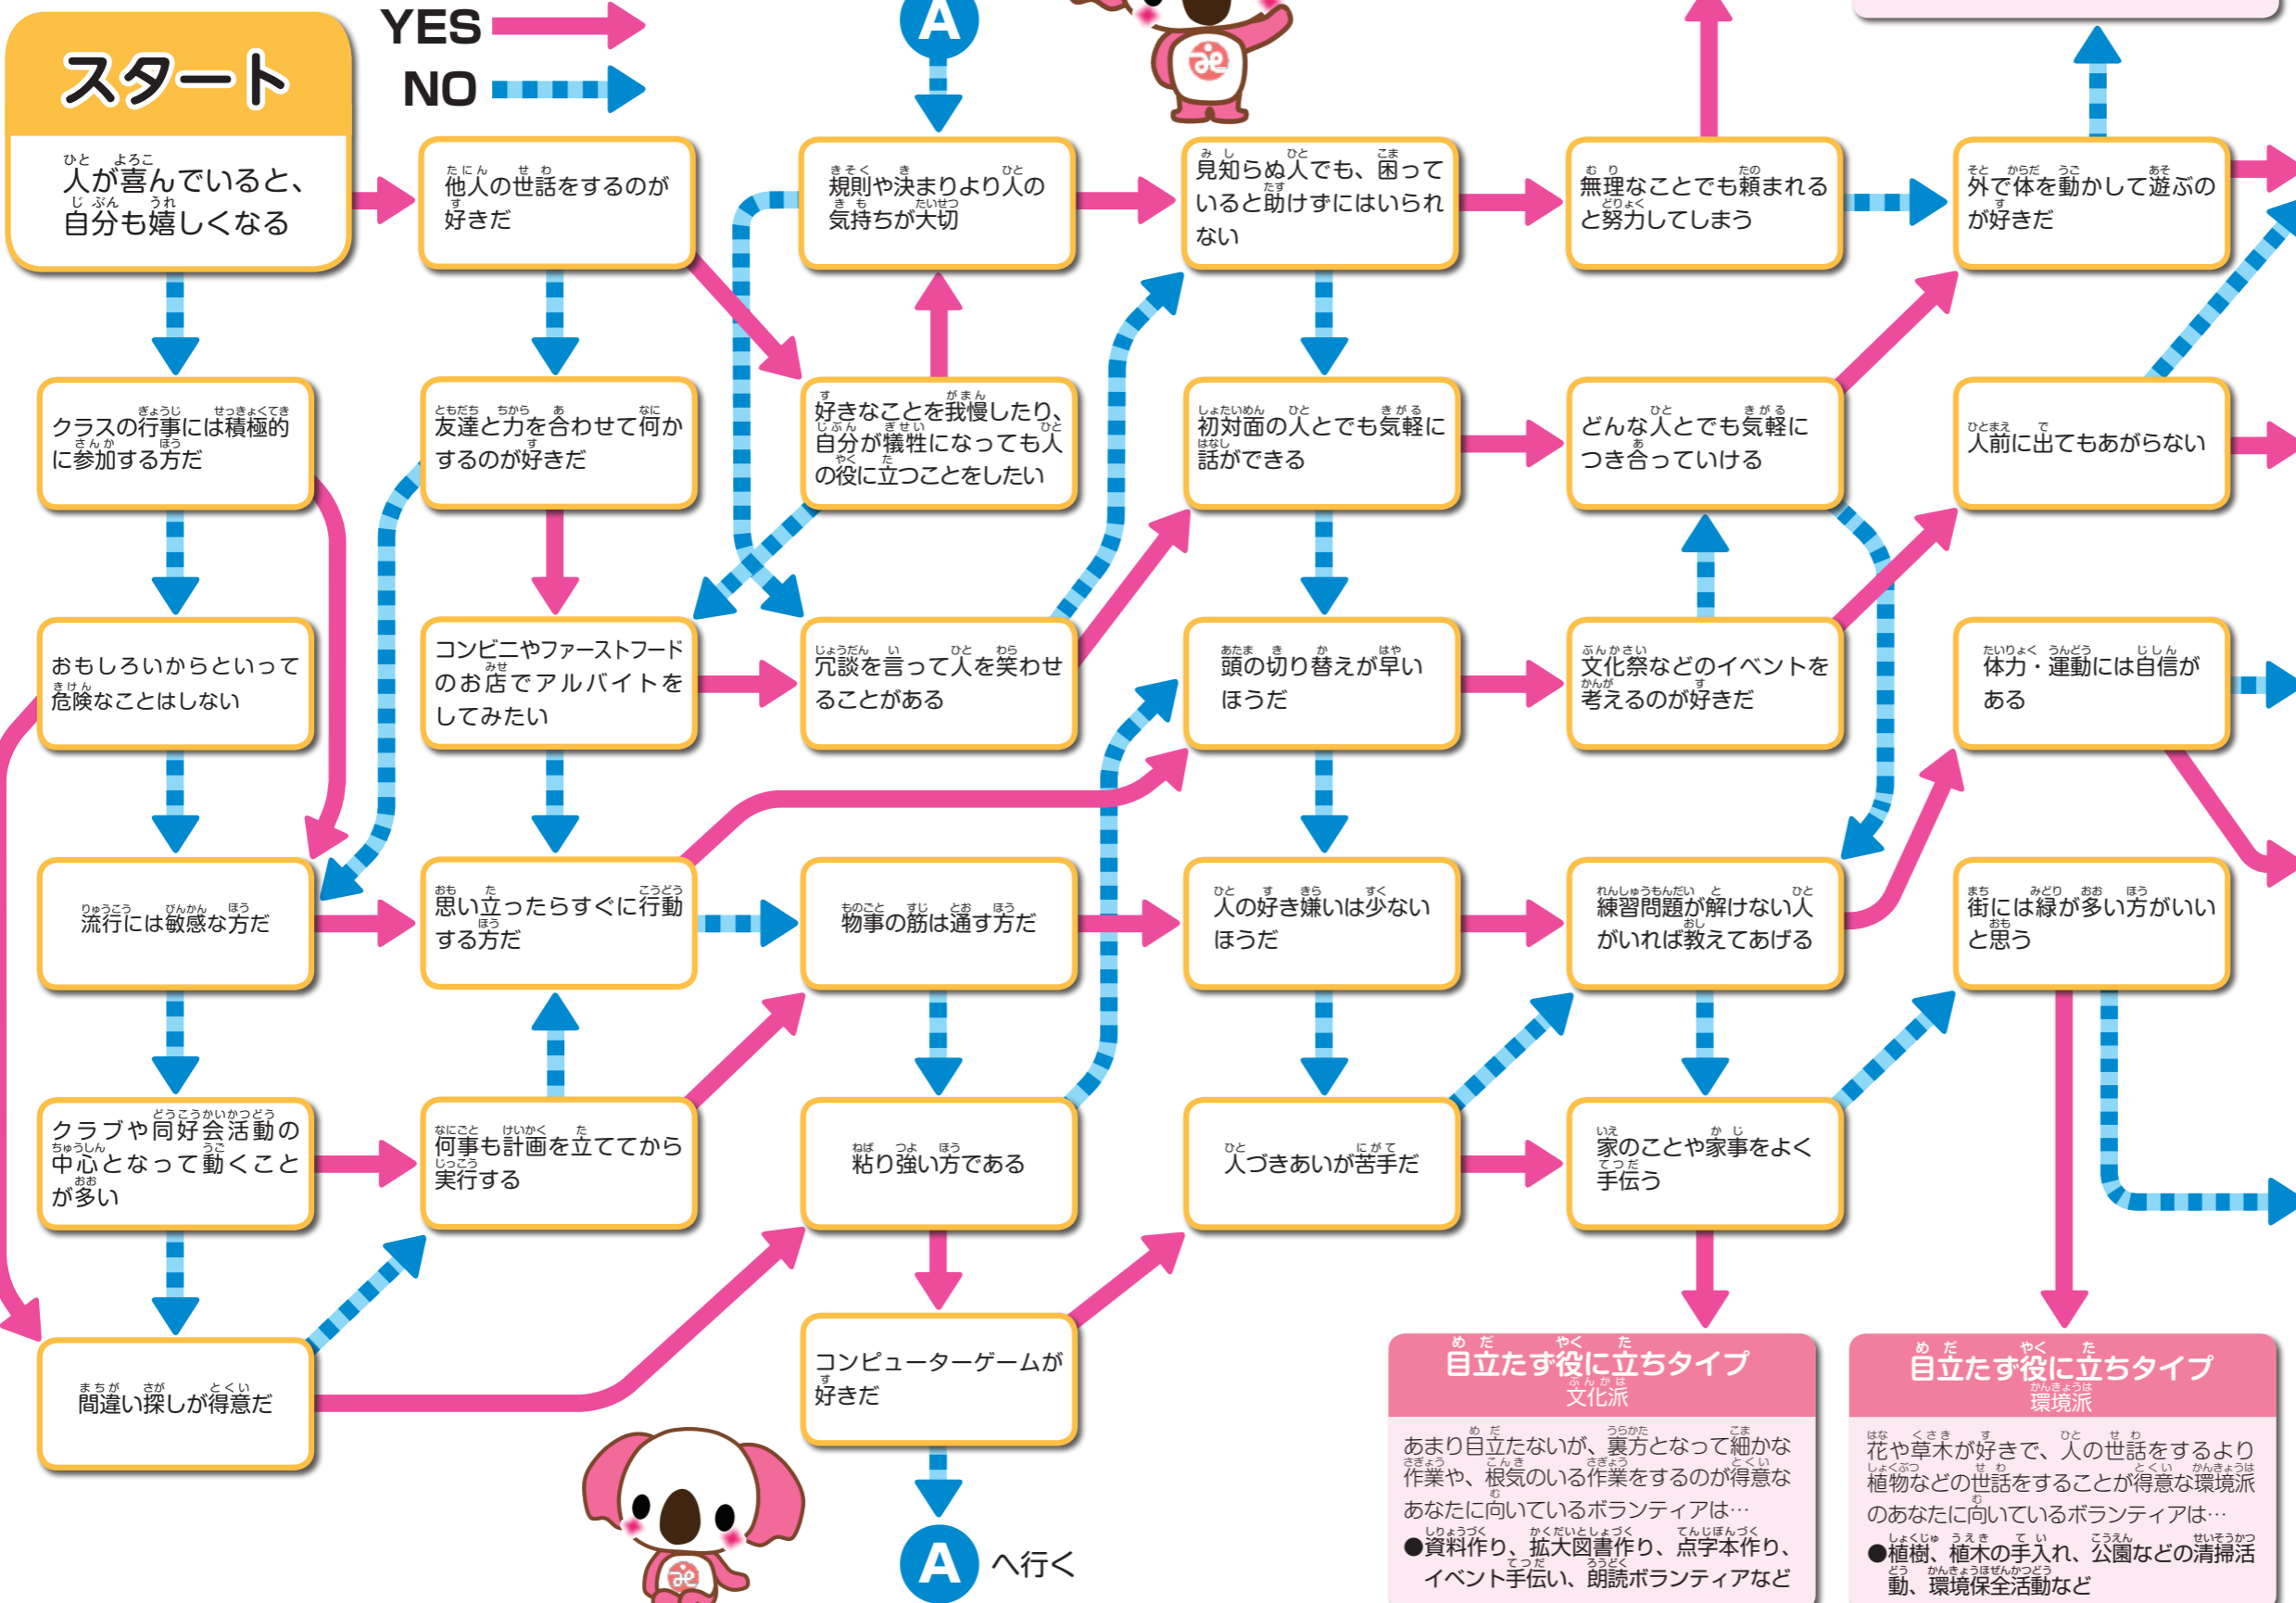 YES
NO
A
スタート
人が喜んでいると、
自分も嬉しくなる
他人の世話をするのが
好きだ
規則や決まりより人の
気持ちが大切
見知らぬ人でも、困って
いると助けずにはいられ
ない
無理なことでも頼まれる
と努力してしまう
外で体を動かして遊ぶの
が好きだ
クラスの行事には積極的
に参加する方だ
友達と力を合わせて何か
するのが好きだ
好きなことを我慢したり、
自分が犠牲になっても人
の役に立つことをしたい
初対面の人とでも気軽に
話ができる
どんな人とでも気軽に
つき合っていける
人前に出てもあがらない
おもしろいからといって
危険なことはしない
コンビニやファーストフード
のお店でアルバイトを
してみたい
冗談を言って人を笑わせ
ることがある
頭の切り替えが早い
ほうだ
文化祭などのイベントを
考えるのが好きだ
体力・運動には自信が
ある
流行には敏感な方だ
思い立ったらすぐに行動
する方だ
物事の筋は通す方だ
人の好き嫌いは少ない
ほうだ
練習問題が解けない人
がいれば教えてあげる
街には緑が多い方がいい
と思う
クラブや同好会活動の
中心となって動くこと
が多い
何事も計画を立ててから
実行する
粘り強い方である
人づきあいが苦手だ
家のことや家事をよく
手伝う
間違い探しが得意だ
コンピューターゲームが
好きだ
A へ行く
目立たず役に立ちタイプ
文化派
あまり目立たないが、裏方となって細かな
作業や、根気のいる作業をするのが得意な
あなたに向いているボランティアは…
●資料作り、拡大図書作り、点字本作り、
イベント手伝い、朗読ボランティアなど
目立たず役に立ちタイプ
環境派
花や草木が好きで、人の世話をするより
植物などの世話をすることが得意な環境派
のあなたに向いているボランティアは…
●植樹、植木の手入れ、公園などの清掃活
動、環境保全活動など